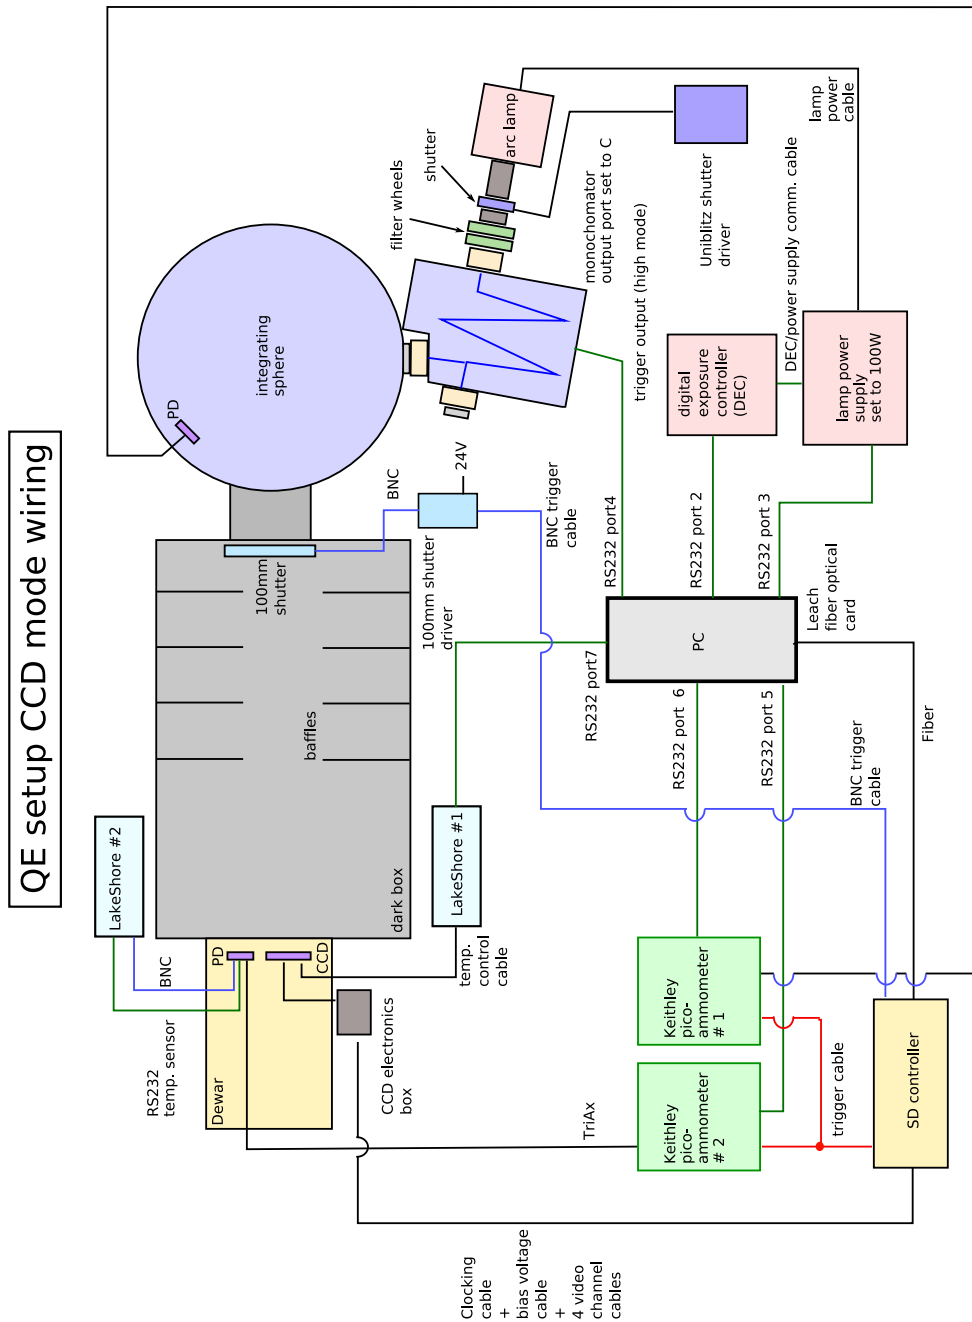 QE setup CCD mode wiring
LakeShore #2
BNC
RS232
temp. sensor
PD
CCD
Dewar
dark box
baffles
100mm
shutter
PD
integrating
sphere
filter wheels
shutter
arc lamp
monochomator
output port set to C
trigger output (high mode)
Uniblitz shutter
driver
lamp
power
cable
DEC/power supply comm. cable
digital
exposure
controller
(DEC)
lamp power
supply
set to 100W
BNC
24V
100mm shutter
driver
BNC trigger
cable
RS232 port4
RS232 port 2
RS232 port 3
PC
Leach
fiber optical
card
RS232 port7
RS232 port  6
RS232 port 5
LakeShore #1
temp.
control
cable
CCD electronics
box
BNC trigger
cable
Fiber
Keithley
pico-
ammometer
# 1
Keithley
pico-
ammometer
# 2
TriAx
trigger cable
SD controller
Clocking
cable
+
bias voltage
cable
+
4 video
channel
cables